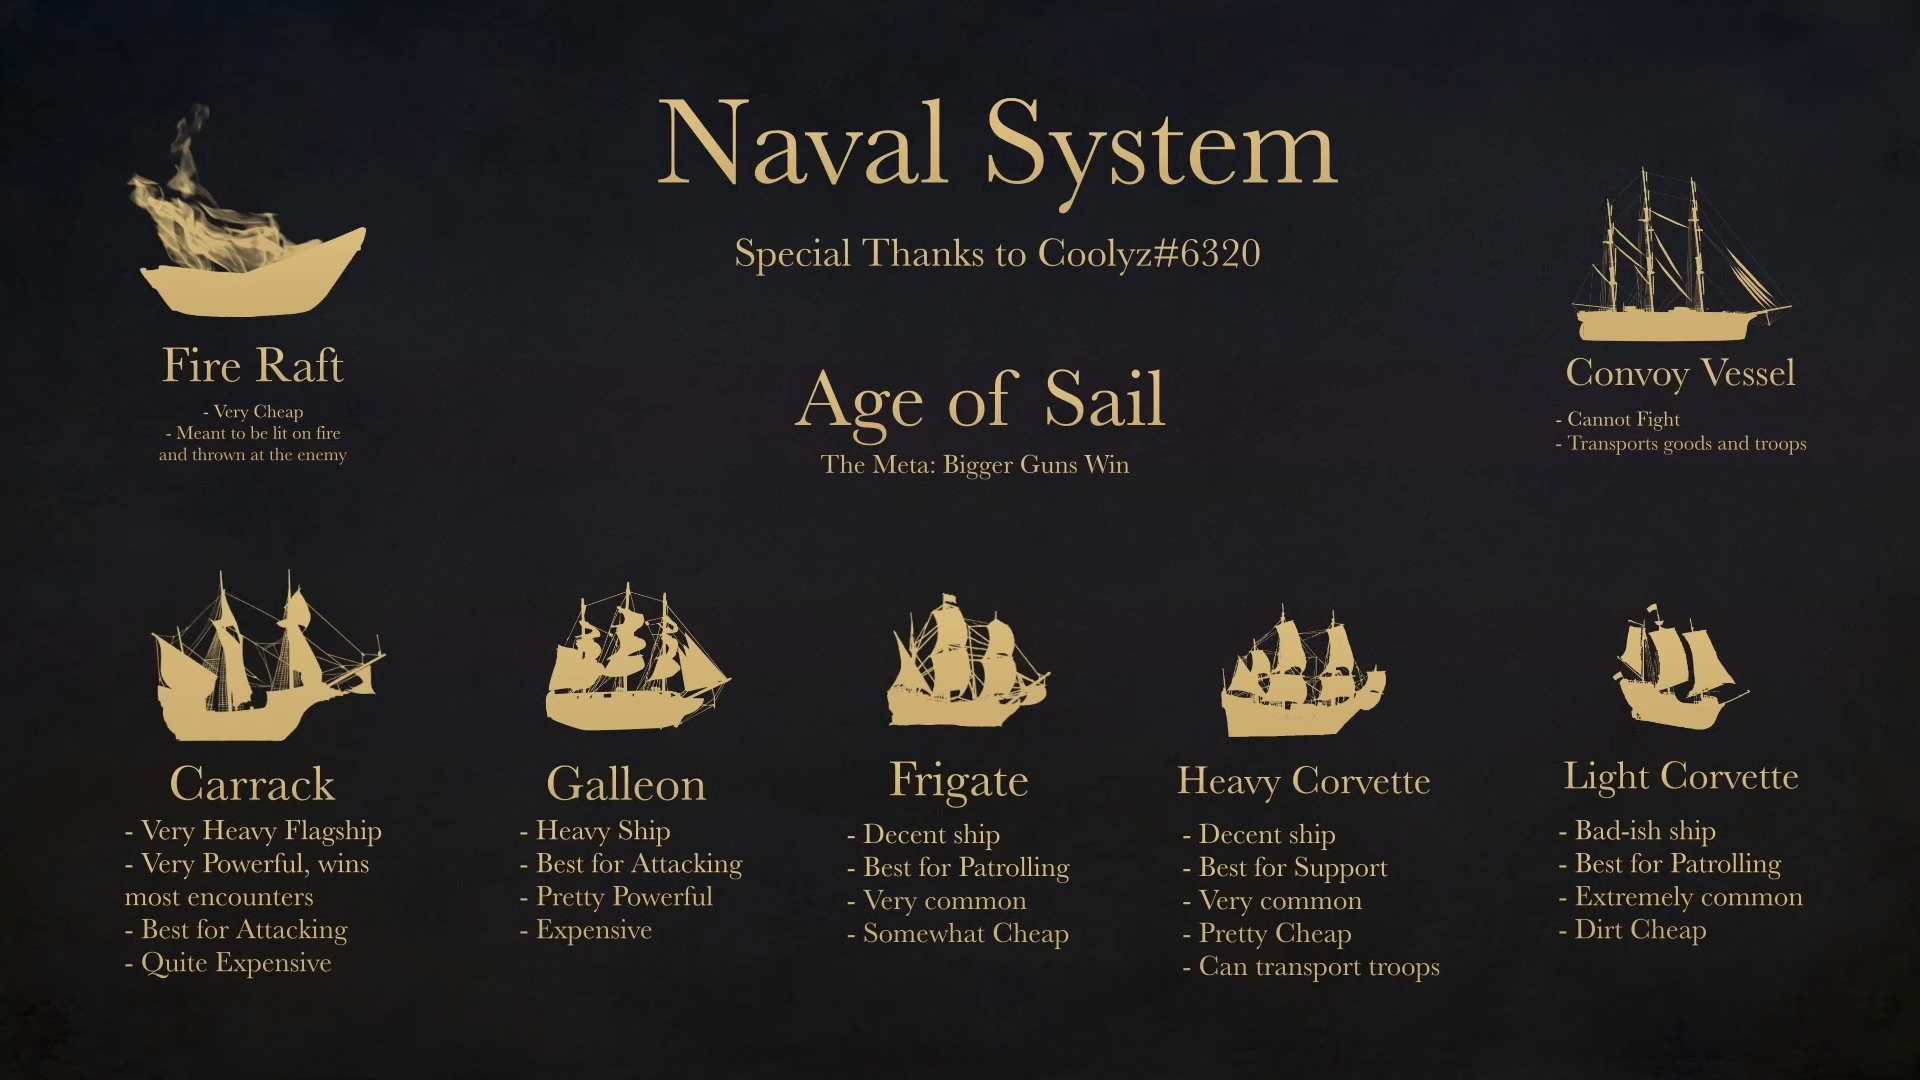 Naval System
Special Thanks to Coolyz#6320
Fire Raft
- Very Cheap
- Meant to be lit on fire
and thrown at the enemy
Age of Sail
The Meta: Bigger Guns Win
Convoy Vessel
- Cannot Fight
- Transports goods and troops
Carrack
- Very Heavy Flagship
- Very Powerful, wins
most encounters
- Best for Attacking
- Quite Expensive
Galleon
- Heavy Ship
- Best for Attacking
- Pretty Powerful
- Expensive
Frigate
- Decent ship
- Best for Patrolling
- Very common
- Somewhat Cheap
Heavy Corvette
- Decent ship
- Best for Support
- Very common
- Pretty Cheap
- Can transport troops
Light Corvette
- Bad-ish ship
- Best for Patrolling
- Extremely common
- Dirt Cheap